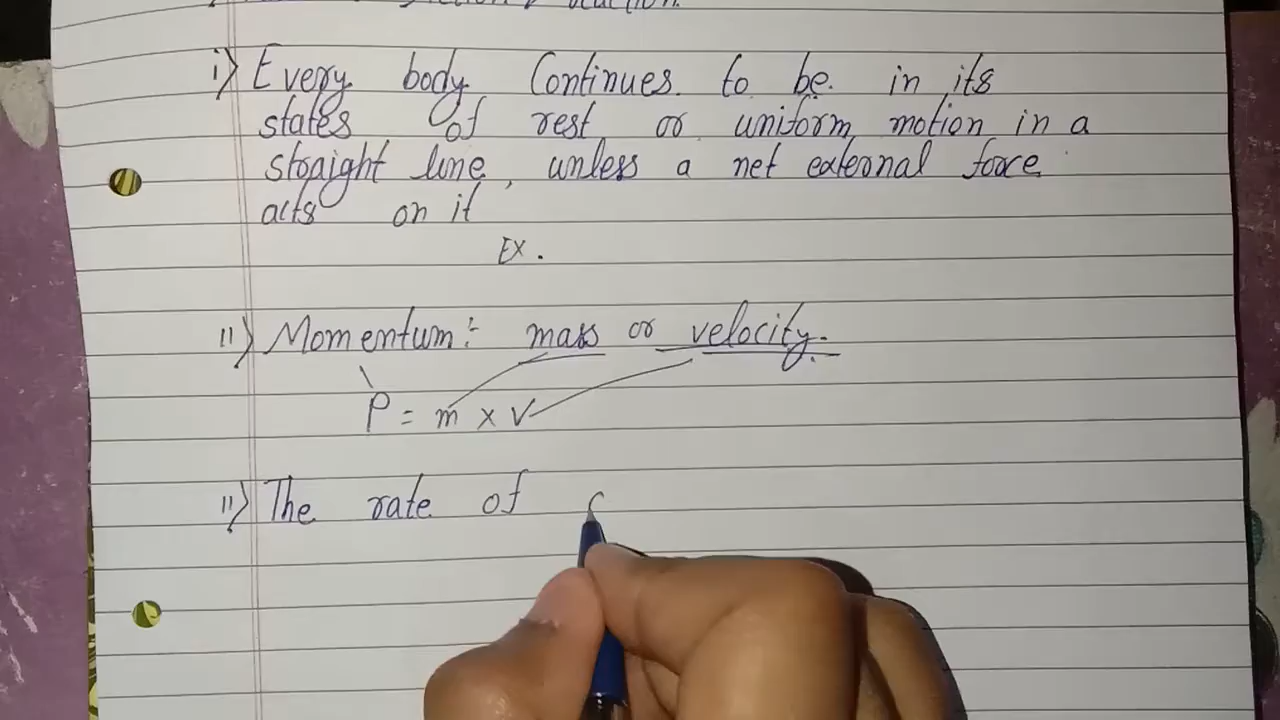 i) Every body Continues to be in its
states of rest or uniform motion in a
straight line, unless a net external force
acts on it
Ex.
ii) Momentum:- mass or velocity.
P = m x v
ii) The rate of c